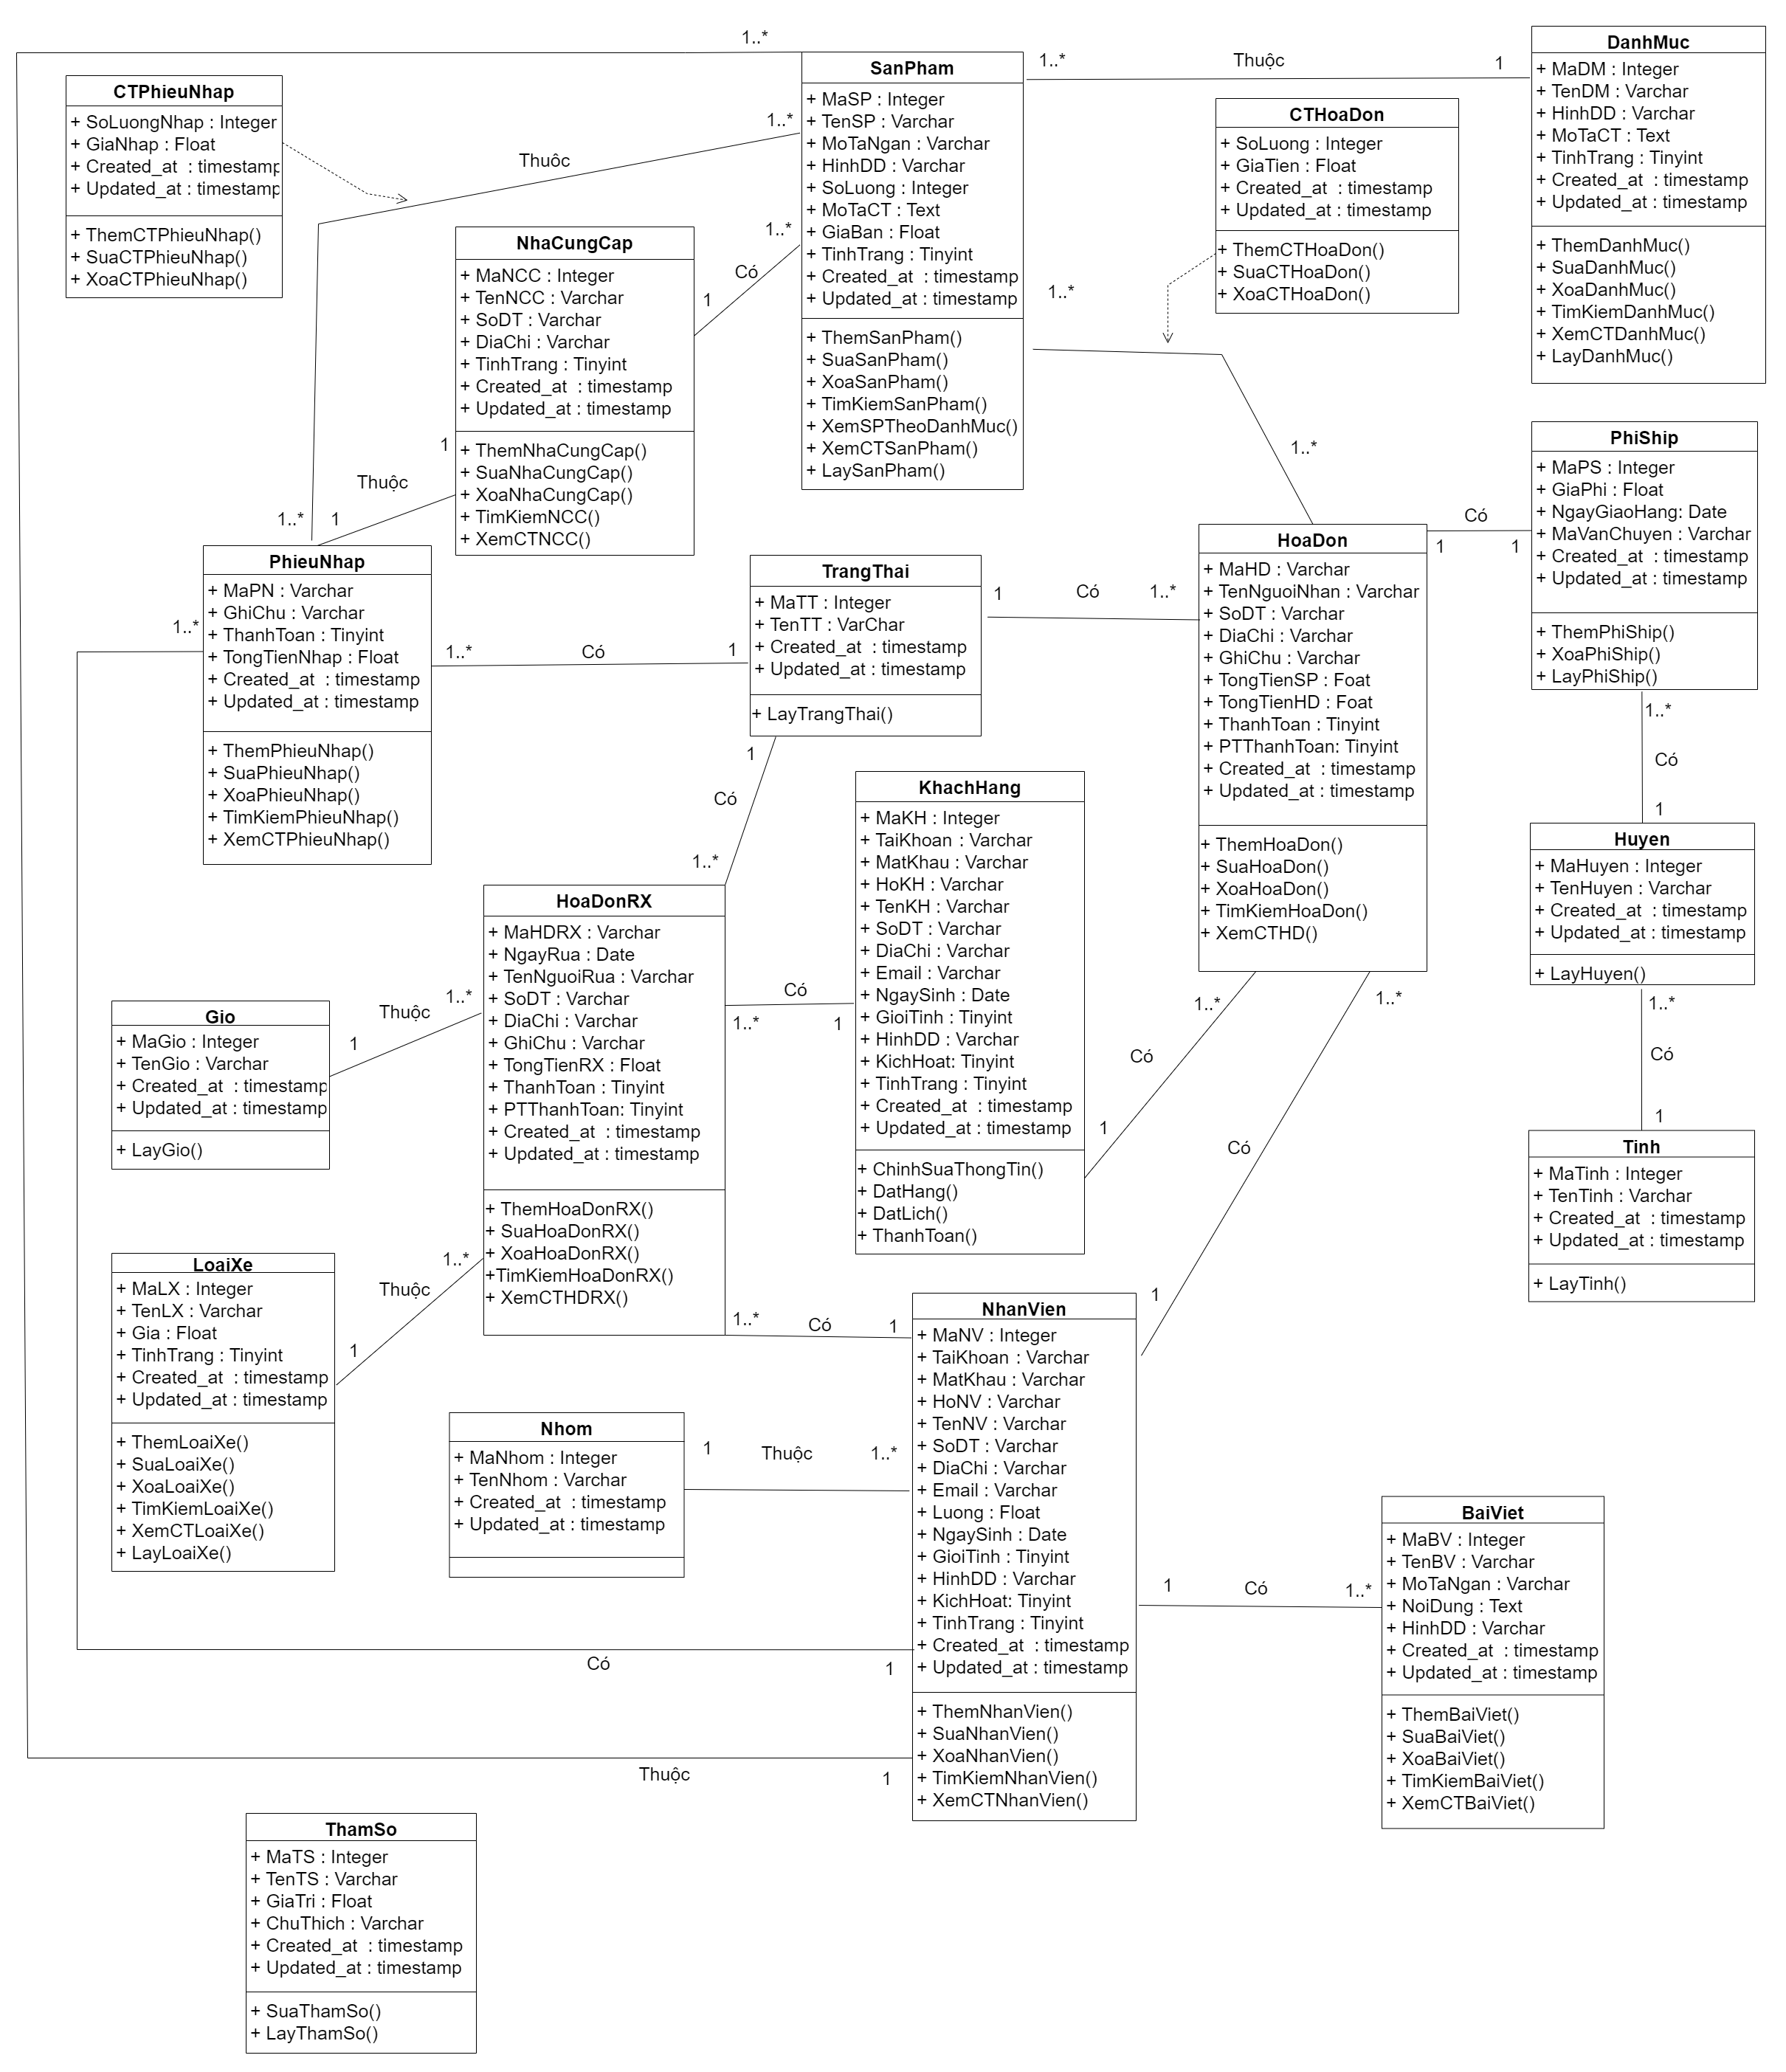 1..*
CTPhieuNhap
+ SoLuongNhap : Integer
+ GiaNhap : Float
+ Created_at : timestamp
+ Updated_at : timestamp
+ ThemCTPhieuNhap()
+ SuaCTPhieuNhap()
+ XoaCTPhieuNhap()
Thuôc
1..*
SanPham
+ MaSP : Integer
+ TenSP : Varchar
+ MoTaNgan : Varchar
+ HinhDD : Varchar
+ SoLuong : Integer
+ MoTaCT : Text
+ GiaBan : Float
+ TinhTrang : Tinyint
+ Created_at : timestamp
+ Updated_at : timestamp
+ ThemSanPham()
+ SuaSanPham()
+ XoaSanPham()
+ TimKiemSanPham()
+ XemSPTheoDanhMuc()
+ XemCTSanPham()
+ LaySanPham()
1..*
Thuộc
1
DanhMuc
+ MaDM : Integer
+ TenDM : Varchar
+ HinhDD : Varchar
+ MoTaCT : Text
+ TinhTrang : Tinyint
+ Created_at : timestamp
+ Updated_at : timestamp
+ ThemDanhMuc()
+ SuaDanhMuc()
+ XoaDanhMuc()
+ TimKiemDanhMuc()
+ XemCTDanhMuc()
+ LayDanhMuc()
CTHoaDon
+ SoLuong : Integer
+ GiaTien : Float
+ Created_at : timestamp
+ Updated_at : timestamp
+ ThemCTHoaDon()
+ SuaCTHoaDon()
+ XoaCTHoaDon()
1..*
1..*
NhaCungCap
+ MaNCC : Integer
+ TenNCC : Varchar
+ SoDT : Varchar
+ DiaChi : Varchar
+ TinhTrang : Tinyint
+ Created_at : timestamp
+ Updated_at : timestamp
+ ThemNhaCungCap()
+ SuaNhaCungCap()
+ XoaNhaCungCap()
+ TimKiemNCC()
+ XemCTNCC()
1..*
Có
1
1
Thuộc
1
1..*
PhieuNhap
+ MaPN : Varchar
+ GhiChu : Varchar
+ ThanhToan : Tinyint
+ TongTienNhap : Float
+ Created_at : timestamp
+ Updated_at : timestamp
+ ThemPhieuNhap()
+ SuaPhieuNhap()
+ XoaPhieuNhap()
+ TimKiemPhieuNhap()
+ XemCTPhieuNhap()
1..*
1..*
Có
1
TrangThai
+ MaTT : Integer
+ TenTT : VarChar
+ Created_at : timestamp
+ Updated_at : timestamp
+ LayTrangThai()
1
Có
1..*
HoaDon
+ MaHD : Varchar
+ TenNguoiNhan : Varchar
+ SoDT : Varchar
+ DiaChi : Varchar
+ GhiChu : Varchar
+ TongTienSP : Foat
+ TongTienHD : Foat
+ ThanhToan : Tinyint
+ PTThanhToan: Tinyint
+ Created_at : timestamp
+ Updated_at : timestamp
+ ThemHoaDon()
+ SuaHoaDon()
+ XoaHoaDon()
+ TimKiemHoaDon()
+ XemCTHD()
Có
1
1
PhiShip
+ MaPS : Integer
+ GiaPhi : Float
+ NgayGiaoHang: Date
+ MaVanChuyen : Varchar
+ Created_at : timestamp
+ Updated_at : timestamp
+ ThemPhiShip()
+ XoaPhiShip()
+ LayPhiShip()
1..*
Có
1
Huyen
+ MaHuyen : Integer
+ TenHuyen : Varchar
+ Created_at : timestamp
+ Updated_at : timestamp
+ LayHuyen()
1..*
Có
1
Tinh
+ MaTinh : Integer
+ TenTinh : Varchar
+ Created_at : timestamp
+ Updated_at : timestamp
+ LayTinh()
1
Có
1..*
HoaDonRX
+ MaHDRX : Varchar
+ NgayRua : Date
+ TenNguoiRua : Varchar
+ SoDT : Varchar
+ DiaChi : Varchar
+ GhiChu : Varchar
+ TongTienRX : Float
+ ThanhToan : Tinyint
+ PTThanhToan: Tinyint
+ Created_at : timestamp
+ Updated_at : timestamp
+ ThemHoaDonRX()
+ SuaHoaDonRX()
+ XoaHoaDonRX()
+TimKiemHoaDonRX()
+ XemCTHDRX()
Có
1..*
1
KhachHang
+ MaKH : Integer
+ TaiKhoan : Varchar
+ MatKhau : Varchar
+ HoKH : Varchar
+ TenKH : Varchar
+ SoDT : Varchar
+ DiaChi : Varchar
+ Email : Varchar
+ NgaySinh : Date
+ GioiTinh : Tinyint
+ HinhDD : Varchar
+ KichHoat: Tinyint
+ TinhTrang : Tinyint
+ Created_at : timestamp
+ Updated_at : timestamp
+ ChinhSuaThongTin()
+ DatHang()
+ DatLich()
+ ThanhToan()
1..*
Có
1
1..*
Có
1
Gio
+ MaGio : Integer
+ TenGio : Varchar
+ Created_at : timestamp
+ Updated_at : timestamp
+ LayGio()
1..*
Thuộc
1
LoaiXe
+ MaLX : Integer
+ TenLX : Varchar
+ Gia : Float
+ TinhTrang : Tinyint
+ Created_at : timestamp
+ Updated_at : timestamp
+ ThemLoaiXe()
+ SuaLoaiXe()
+ XoaLoaiXe()
+ TimKiemLoaiXe()
+ XemCTLoaiXe()
+ LayLoaiXe()
1..*
Thuộc
1
1..*
Có
1
NhanVien
+ MaNV : Integer
+ TaiKhoan : Varchar
+ MatKhau : Varchar
+ HoNV : Varchar
+ TenNV : Varchar
+ SoDT : Varchar
+ DiaChi : Varchar
+ Email : Varchar
+ Luong : Float
+ NgaySinh : Date
+ GioiTinh : Tinyint
+ HinhDD : Varchar
+ KichHoat: Tinyint
+ TinhTrang : Tinyint
+ Created_at : timestamp
+ Updated_at : timestamp
+ ThemNhanVien()
+ SuaNhanVien()
+ XoaNhanVien()
+ TimKiemNhanVien()
+ XemCTNhanVien()
Nhom
+ MaNhom : Integer
+ TenNhom : Varchar
+ Created_at : timestamp
+ Updated_at : timestamp
1
Thuộc
1..*
1
Có
1..*
BaiViet
+ MaBV : Integer
+ TenBV : Varchar
+ MoTaNgan : Varchar
+ NoiDung : Text
+ HinhDD : Varchar
+ Created_at : timestamp
+ Updated_at : timestamp
+ ThemBaiViet()
+ SuaBaiViet()
+ XoaBaiViet()
+ TimKiemBaiViet()
+ XemCTBaiViet()
Có
1
Thuộc
1
ThamSo
+ MaTS : Integer
+ TenTS : Varchar
+ GiaTri : Float
+ ChuThich : Varchar
+ Created_at : timestamp
+ Updated_at : timestamp
+ SuaThamSo()
+ LayThamSo()